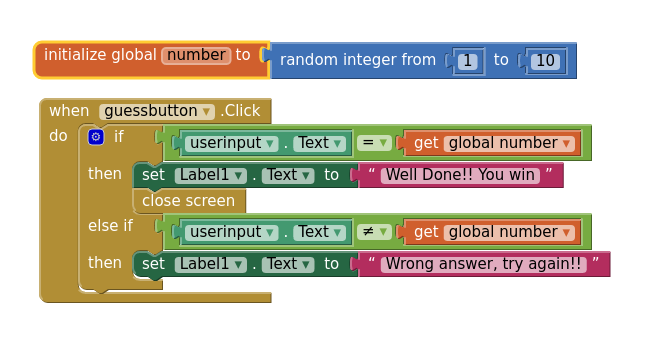 initialize global number to random integer from 1 to 10
when guessbutton .Click
do if userinput . Text = get global number
then set Label1 . Text to “ Well Done!! You win ”
close screen
else if userinput . Text ≠ get global number
then set Label1 . Text to “ Wrong answer, try again!! ”